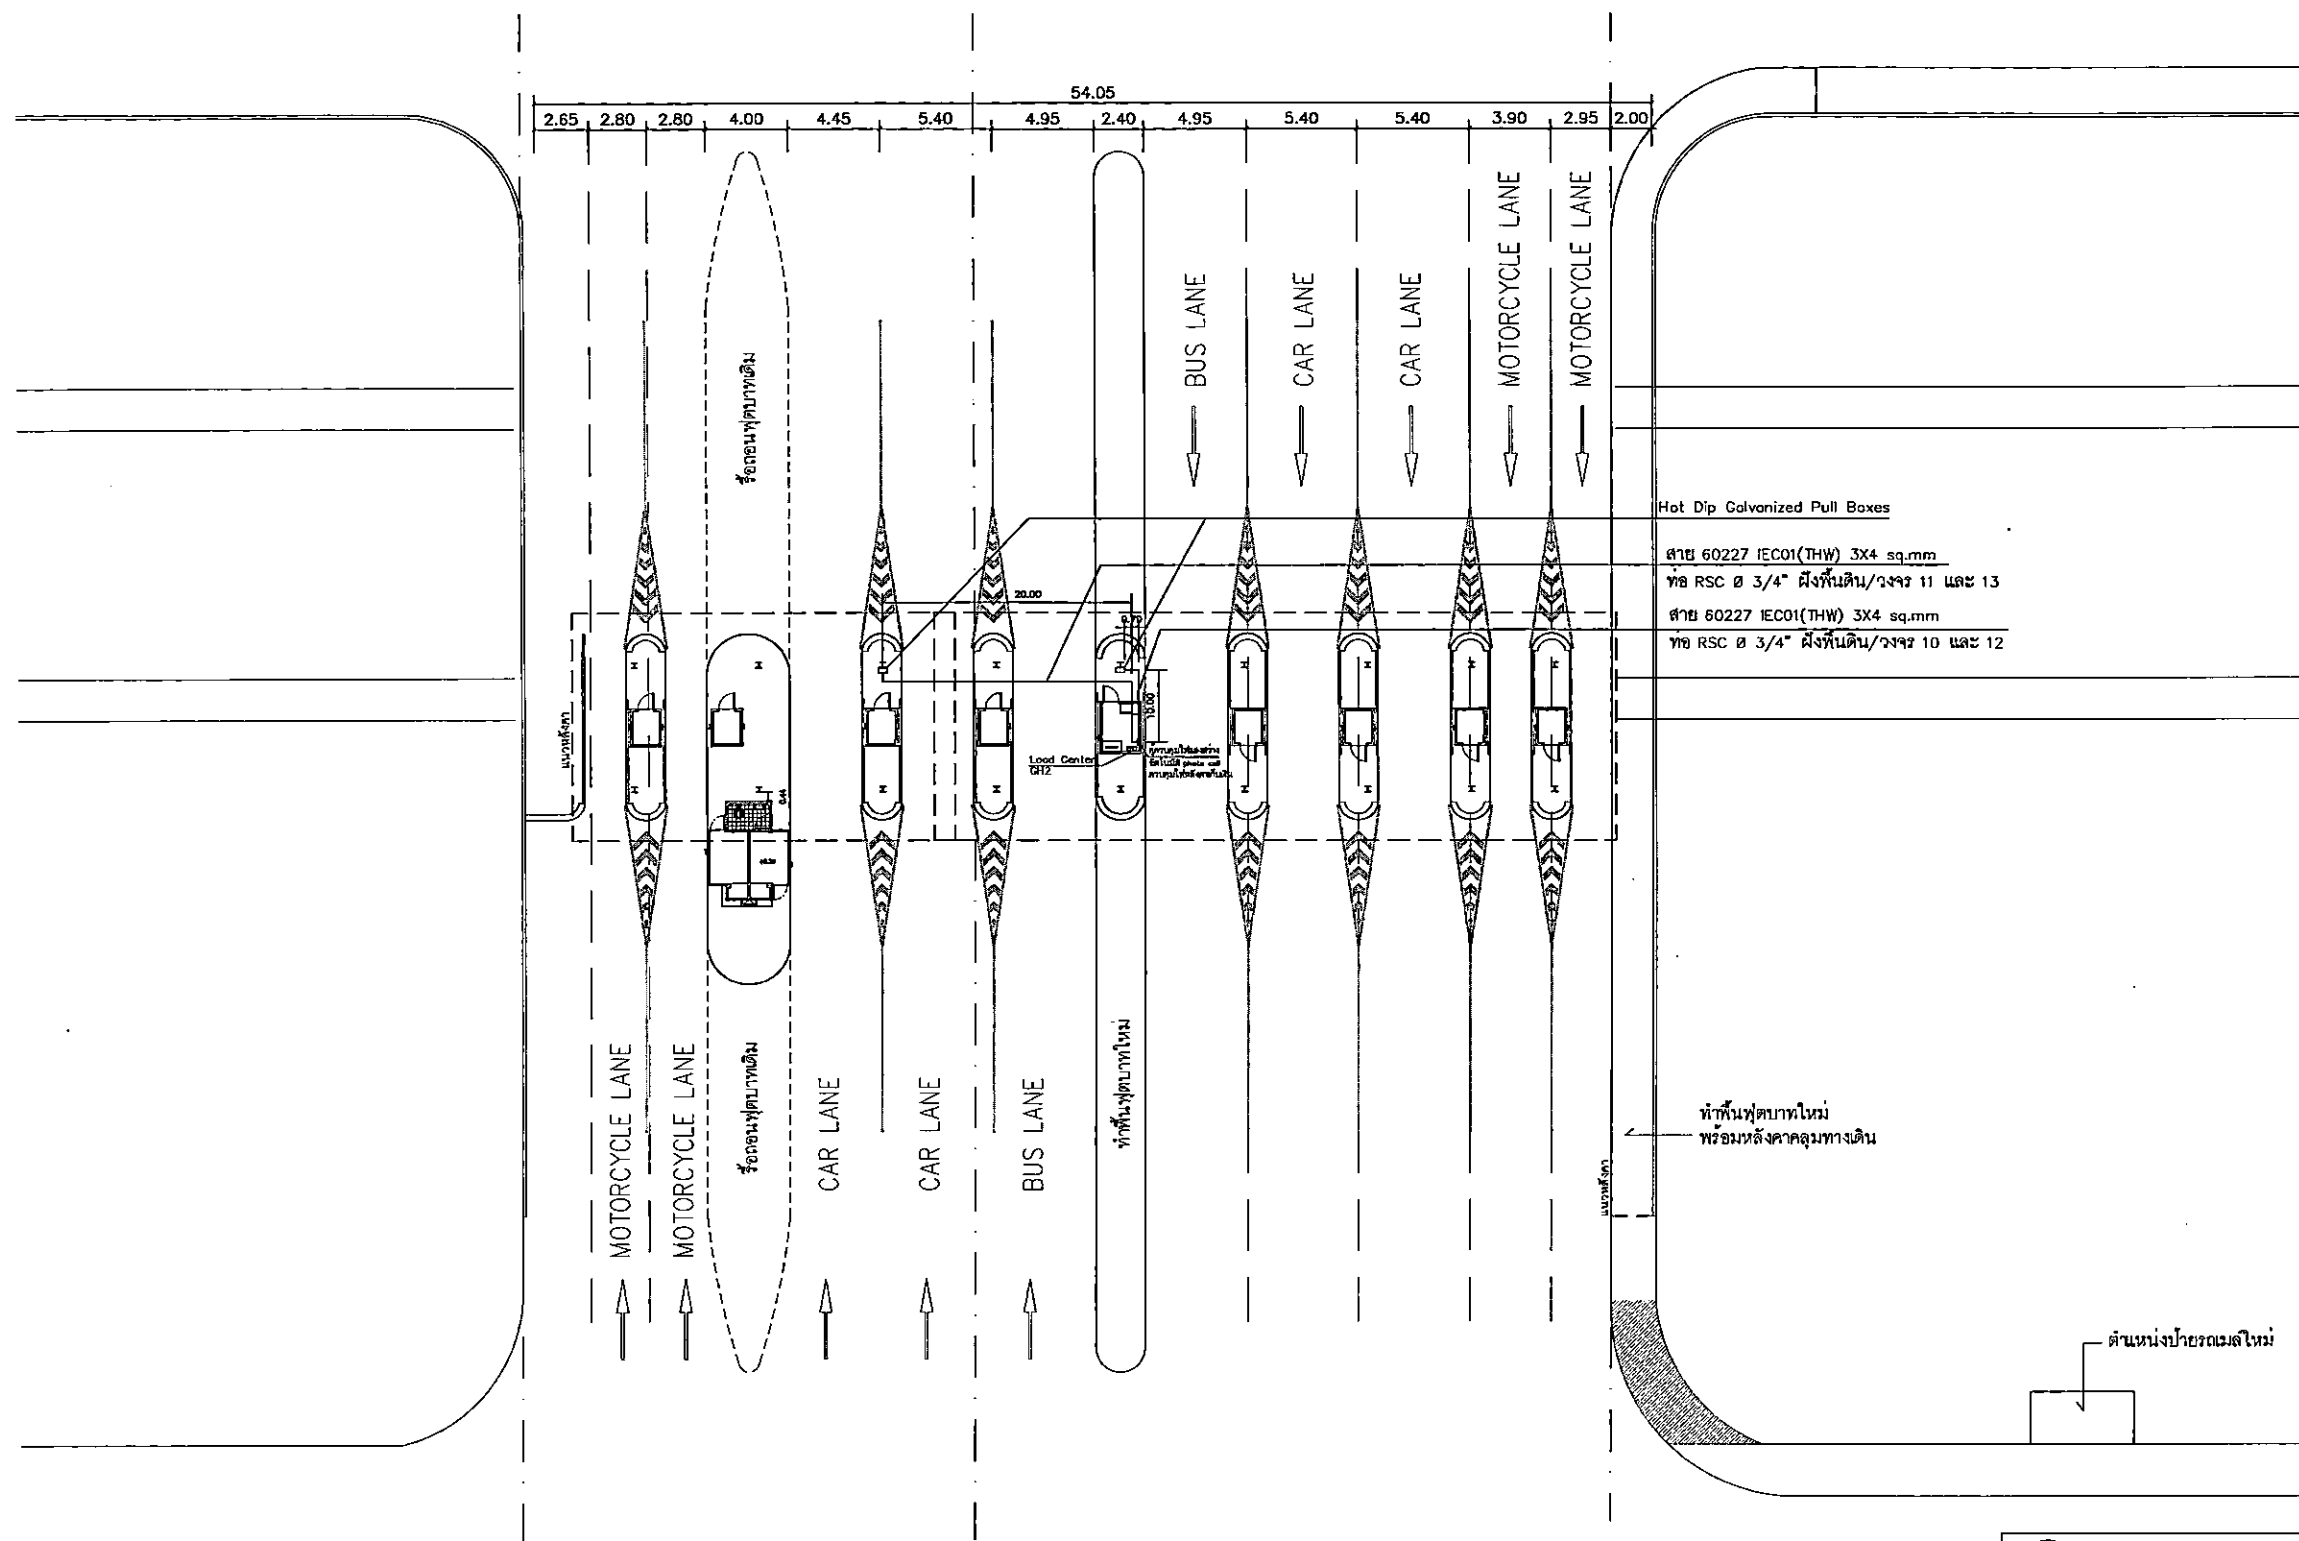 54.05
2.65 2.80 2.80 4.00 4.45 5.40 4.95 2.40 4.95 5.40 5.40 3.90 2.95 2.00
BUS LANE
CAR LANE
CAR LANE
MOTORCYCLE LANE
MOTORCYCLE LANE
รื้อถอนฟุตบาทเดิม
Hot Dip Galvanized Pull Boxes
สาย 60227 IEC01(THW) 3X4 sq.mm
ท่อ RSC Ø 3/4" ฝังพื้นดิน/วงจร 11 และ 13
สาย 60227 IEC01(THW) 3X4 sq.mm
ท่อ RSC Ø 3/4" ฝังพื้นดิน/วงจร 10 และ 12
20.00
10.00
แนวหลังคา
Load Center
GH2
photo cell
0.44
MOTORCYCLE LANE
MOTORCYCLE LANE
รื้อถอนฟุตบาทเดิม
CAR LANE
CAR LANE
BUS LANE
ทำพื้นฟุตบาทใหม่
ทำพื้นฟุตบาทใหม่
พร้อมหลังคาคลุมทางเดิน
แนวหลังคา
ตำแหน่งป้ายรถเมล์ใหม่